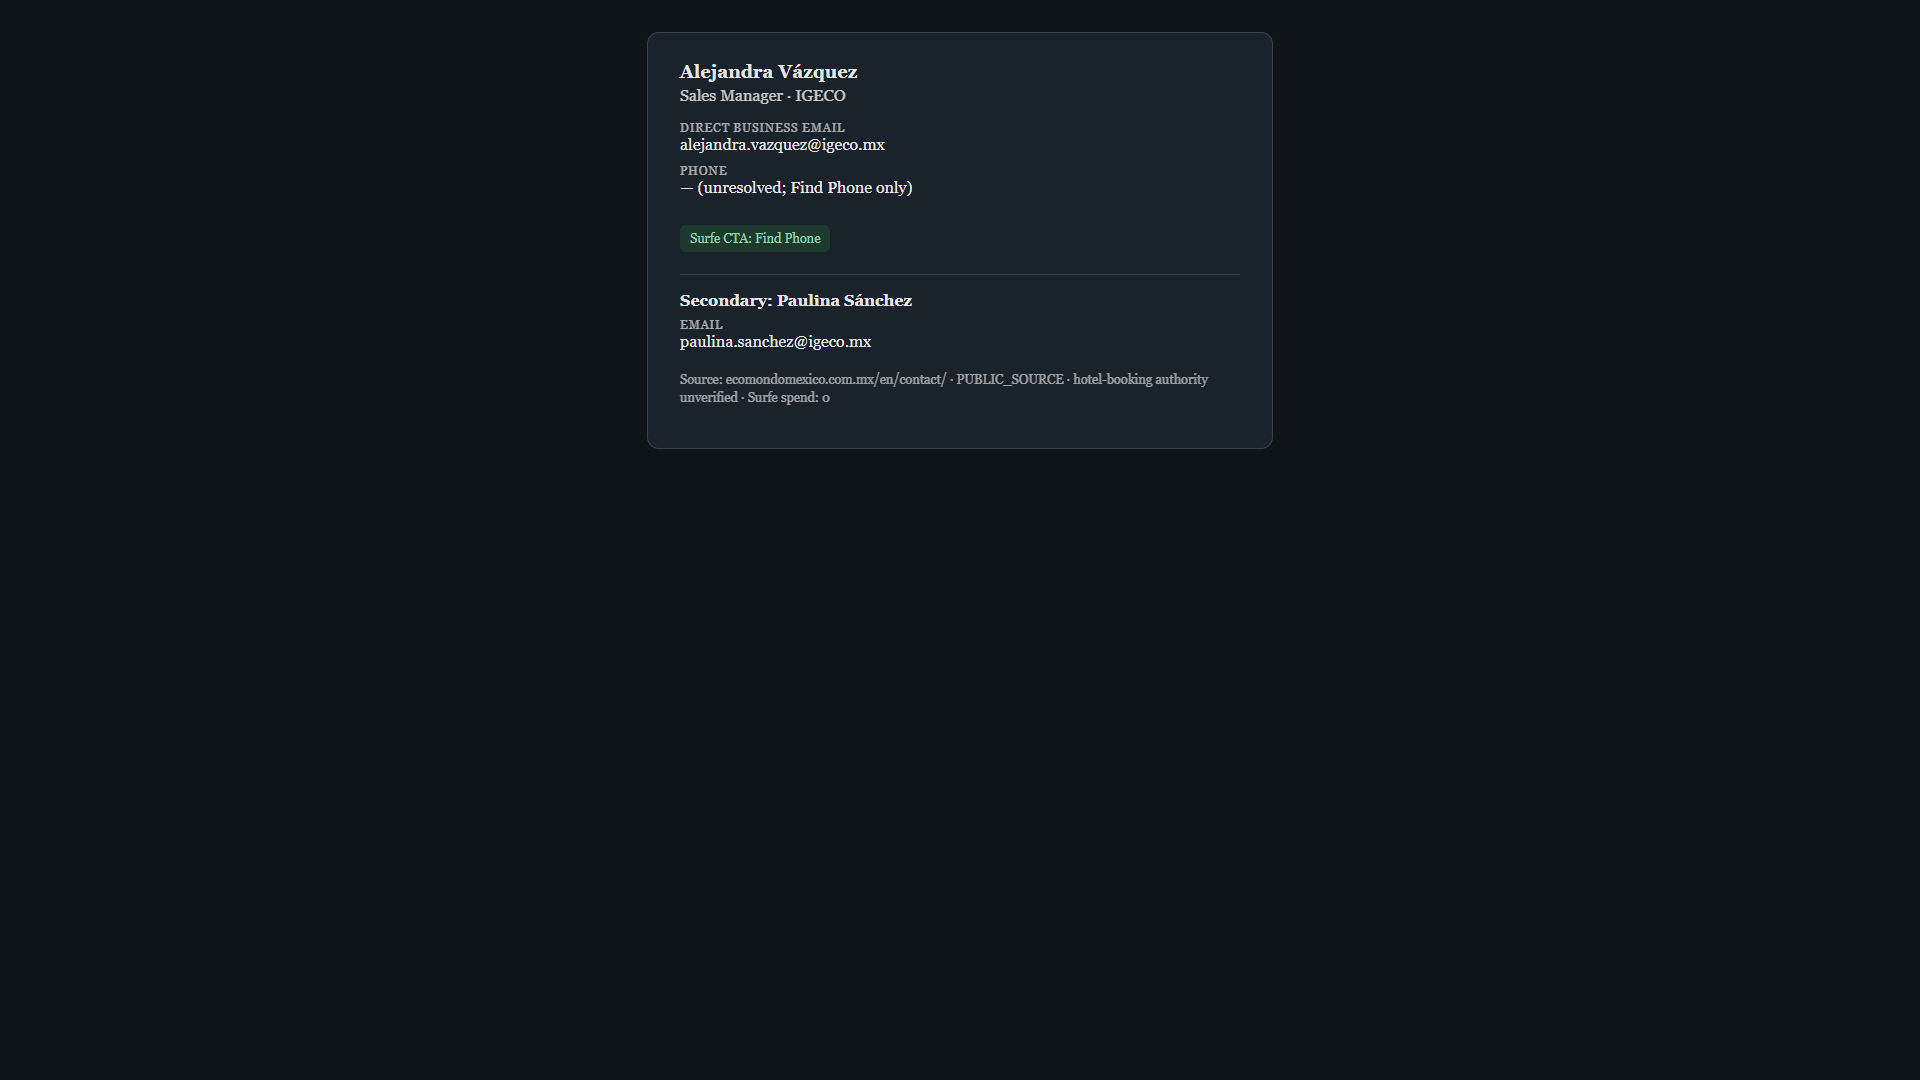 Alejandra Vázquez
Sales Manager · IGECO
DIRECT BUSINESS EMAIL
alejandra.vazquez@igeco.mx
PHONE
— (unresolved; Find Phone only)
Surfe CTA: Find Phone
Secondary: Paulina Sánchez
EMAIL
paulina.sanchez@igeco.mx
Source: ecomondomexico.com.mx/en/contact/ · PUBLIC_SOURCE · hotel-booking authority
unverified · Surfe spend: 0